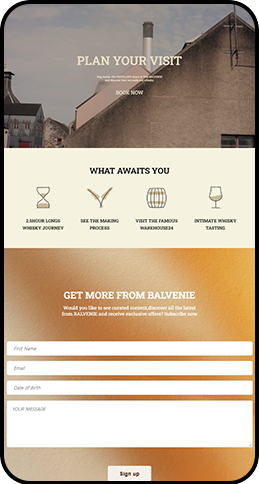 PLAN YOUR VISIT
BOOK NOW
WHAT AWAITS YOU
2.5HOUR LONGS
WHISKY JOURNEY
SEE THE MAKING
PROCESS
VISIT THE FAMOUS
WAREHOUSE24
INTIMATE WHISKY
TASTING
GET MORE FROM BALVENIE
Would you like to see curated content,discover all the latest
from BALVENIE and receive exclusive offers? Subscribe now
First Name
Email
Date of Birth
YOUR MESSAGE
Sign up